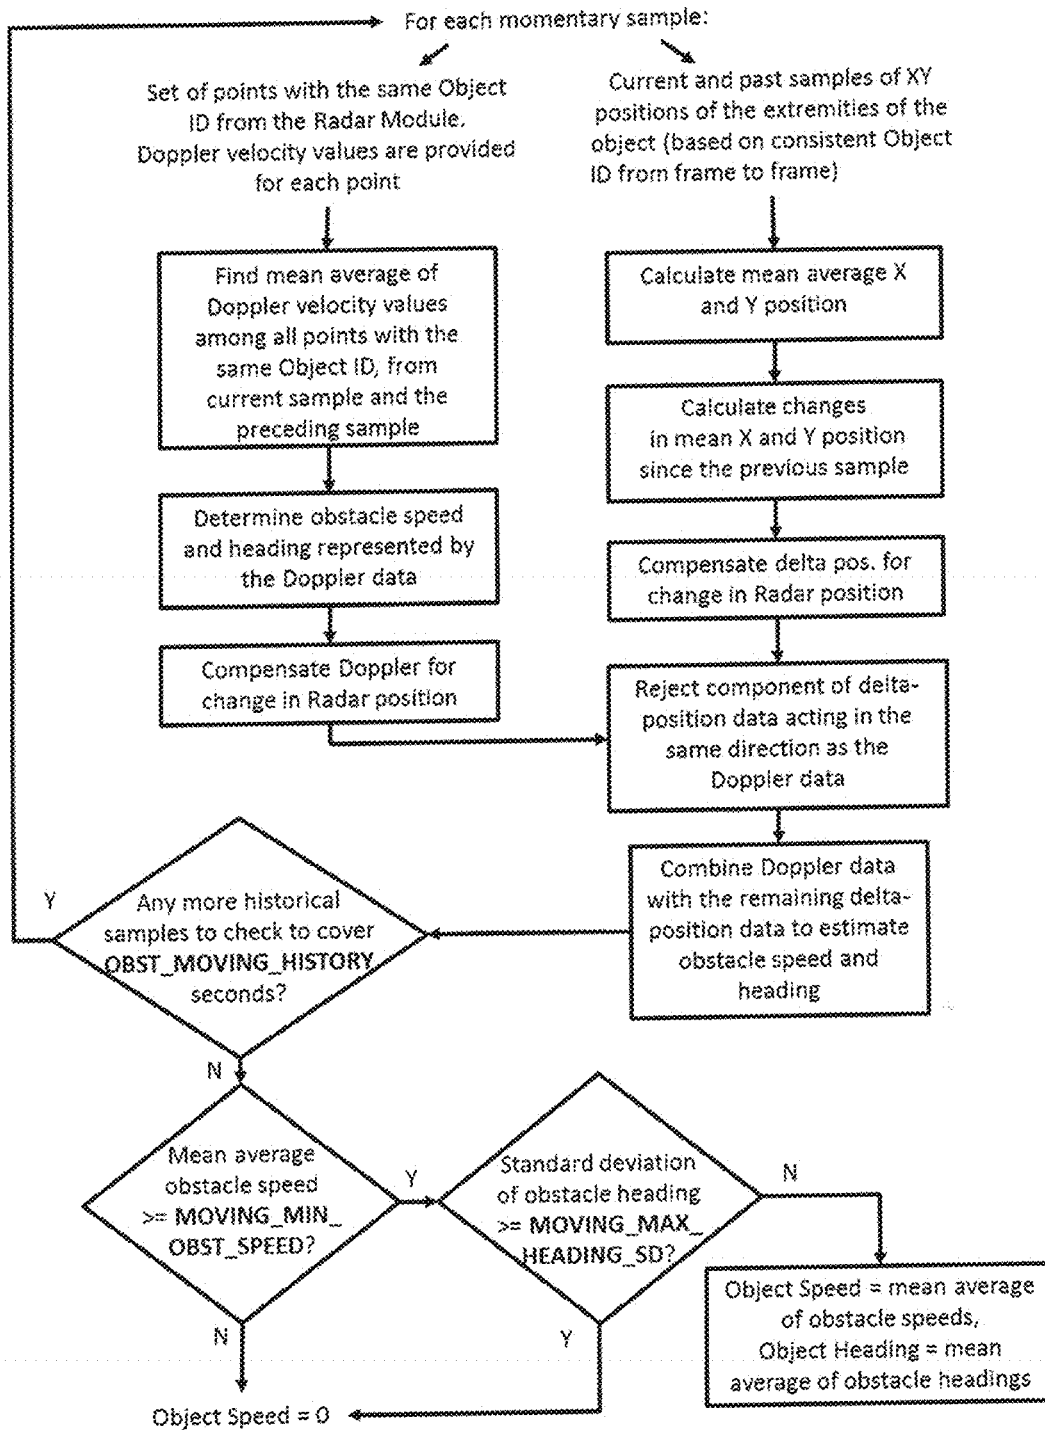 For each momentary sample:
Set of points with the same Object
ID from the Radar Module.
Doppler velocity values are provided
for each point
Current and past samples of XY
positions of the extremities of the
object (based on consistent Object
ID from frame to frame)
Find mean average of
Doppler velocity values
among all points with the
same Object ID, from
current sample and the
preceding sample
Calculate mean average X
and Y position
Calculate changes
in mean X and Y position
since the previous sample
Determine obstacle speed
and heading represented by
the Doppler data
Compensate delta pos. for
change in Radar position
Compensate Doppler for
change in Radar position
Reject component of delta-
position data acting in the
same direction as the
Doppler data
Combine Doppler data
with the remaining delta-
position data to estimate
obstacle speed and
heading
Y
Any more historical
samples to check to cover
OBST_MOVING_HISTORY
seconds?
N
Mean average
obstacle speed
>= MOVING_MIN_
OBST_SPEED?
Y
Standard deviation
of obstacle heading
>= MOVING_MAX_
HEADING_SD?
N
Object Speed = mean average
of obstacle speeds,
Object Heading = mean
average of obstacle headings
N
Y
Object Speed = 0